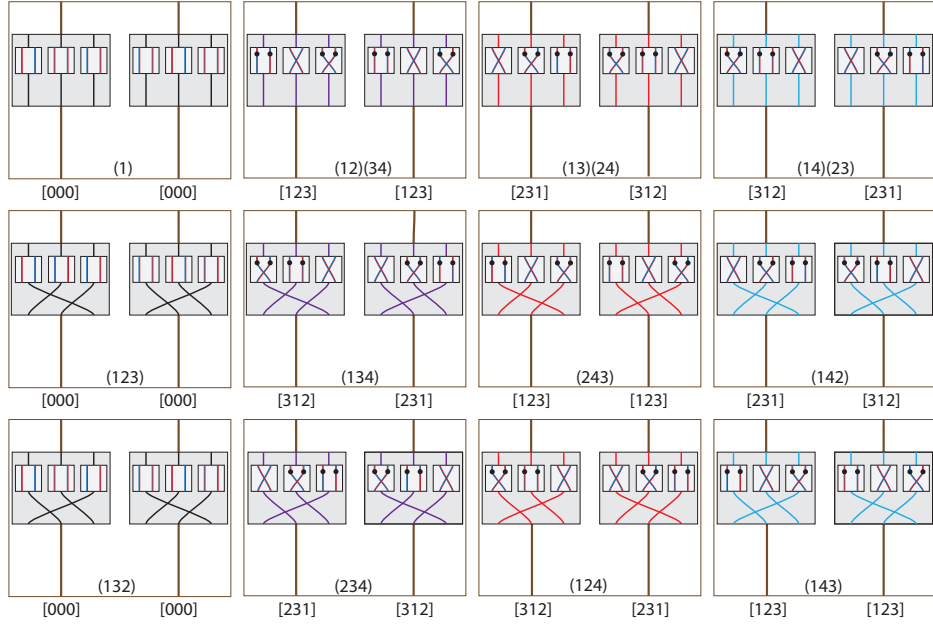 (1) (12)(34) (13)(24) (14)(23)
[000] [000] [123] [123] [231] [312] [312] [231]
(123) (134) (243) (142)
[000] [000] [312] [231] [123] [123] [231] [312]
(132) (234) (124) (143)
[000] [000] [231] [312] [312] [231] [123] [123]